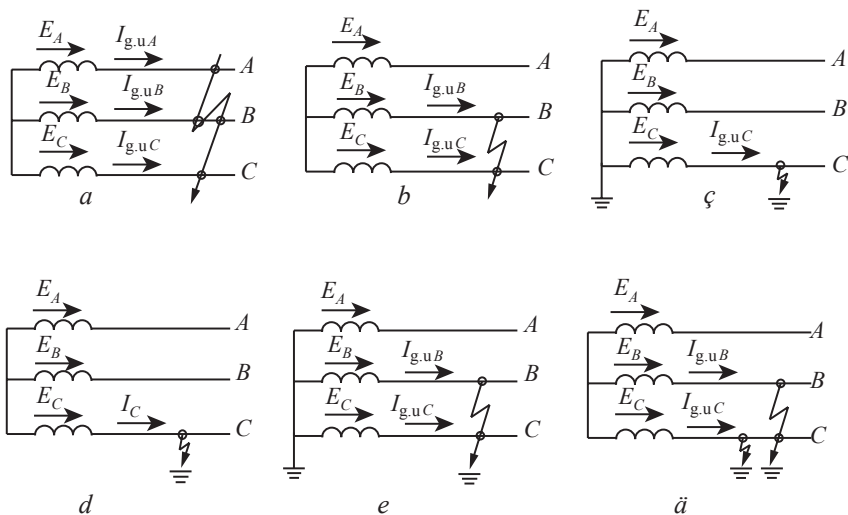 E_A I_g.uA A
E_B I_g.uB B
E_C I_g.uC C
a
E_A A
E_B I_g.uB B
E_C I_g.uC C
b
E_A A
E_B B
E_C I_g.uC C
ç
E_A A
E_B B
E_C I_C C
d
E_A A
E_B I_g.uB B
E_C I_g.uC C
e
E_A A
E_B I_g.uB B
E_C I_g.uC C
ä